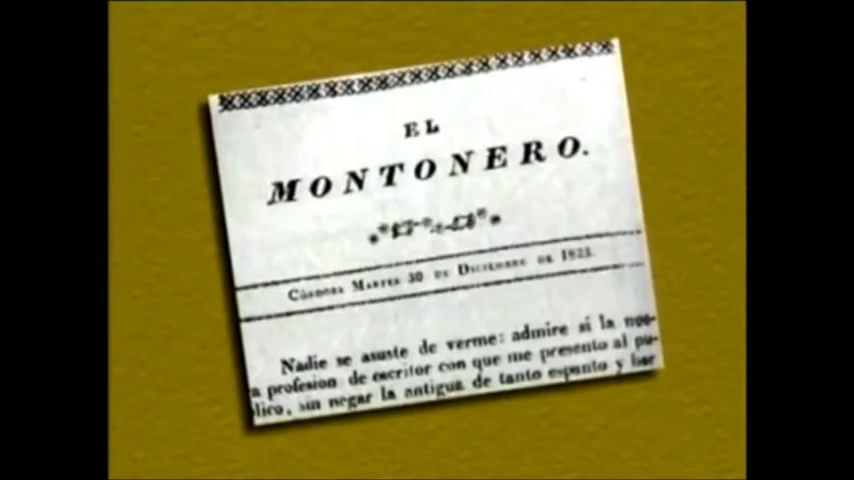 EL
MONTONERO.
CÓRDOBA MARTES 30 DE DICIEMBRE DE 1823.
Nadie se asuste de verme: admire si la nue-
a profesion de escritor con que me presento al pu-
lico, sin negar la antigua de tanto espanto y hor